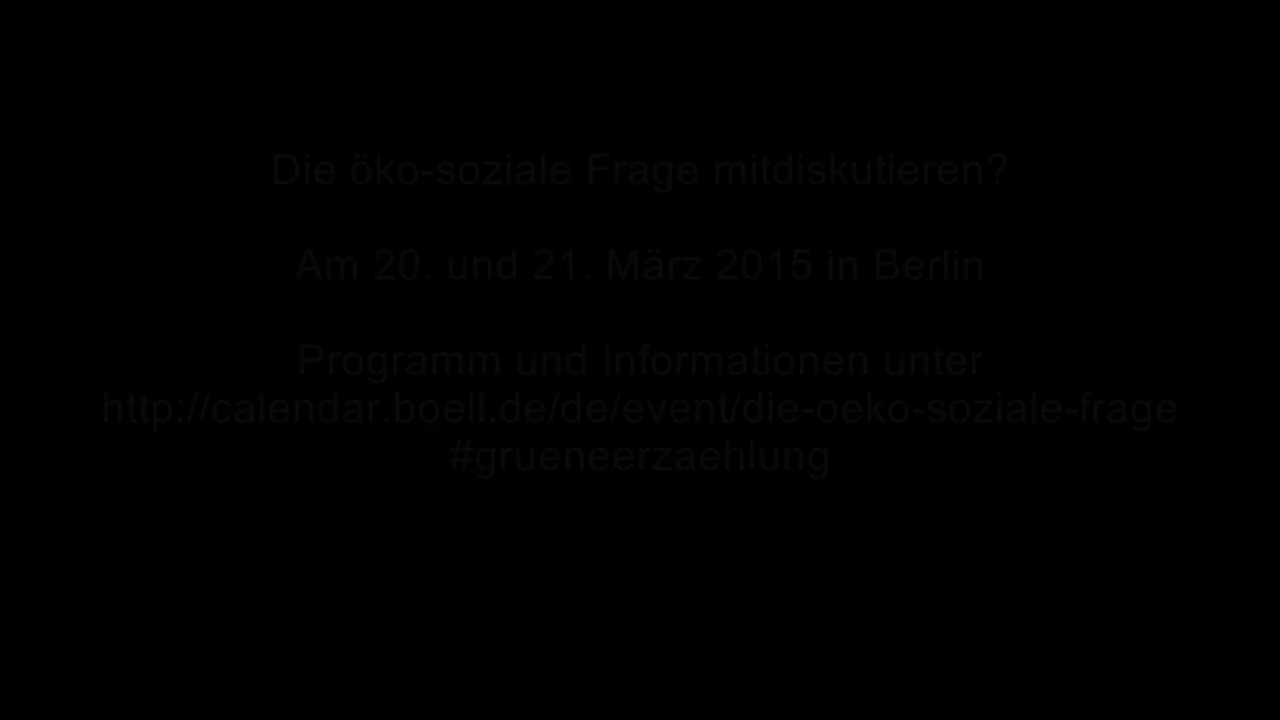 Die öko-soziale Frage mitdiskutieren?
Am 20. und 21. März 2015 in Berlin
Programm und Informationen unter
http://calendar.boell.de/de/event/die-oeko-soziale-frage
#grueneerzaehlung